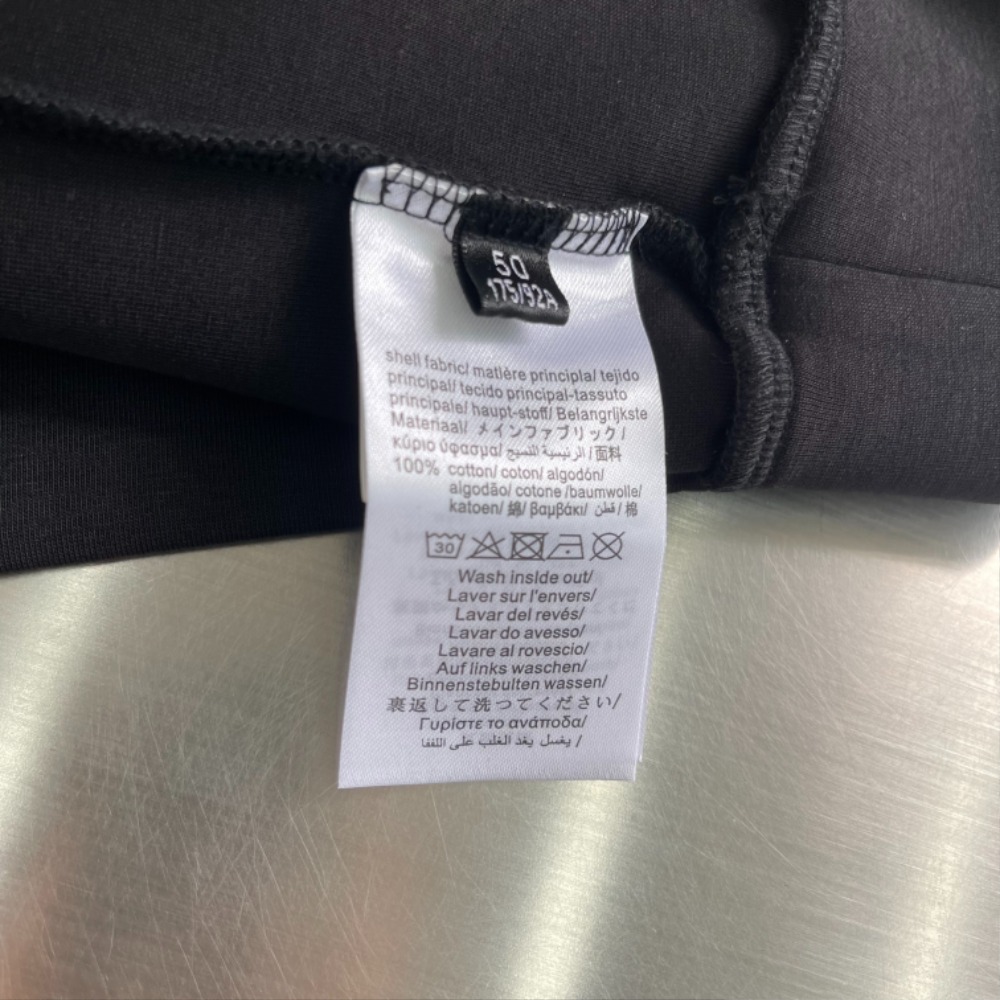 50
175/92A
shell fabric/ matière principla/ tejido
principal/ tecido principal-tassuto
principale/ haupt-stoff/ Belangrijkste
Materiaal/ メインファブリック/
κύριο ύφασμα/ الرئيسية النسيج /面料
100% cotton/ coton/ algodón/
algodão/ cotone /baumwolle/
katoen/ 綿/ βαμβάκι/ قطن / 棉
30
Wash inside out/
Laver sur l'envers/
Lavar del revés/
Lavar do avesso/
Lavare al rovescio/
Auf links waschen/
Binnenstebulten wassen/
裏返して洗つてください/
Γυρίστε το ανάποδα/
يغسل يغد الغلب على اللفغا /